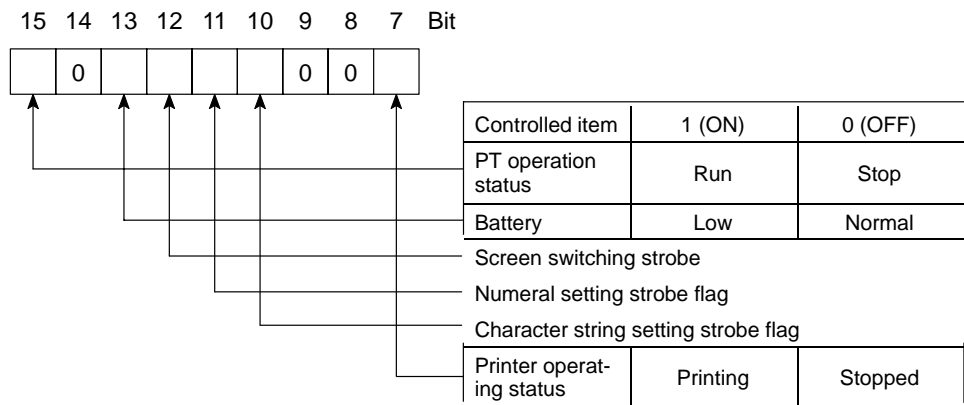 15 14 13 12 11 10 9 8 7 Bit
0 0 0
Controlled item 1 (ON) 0 (OFF)
PT operation
status Run Stop
Battery Low Normal
Screen switching strobe
Numeral setting strobe flag
Character string setting strobe flag
Printer operat-
ing status Printing Stopped